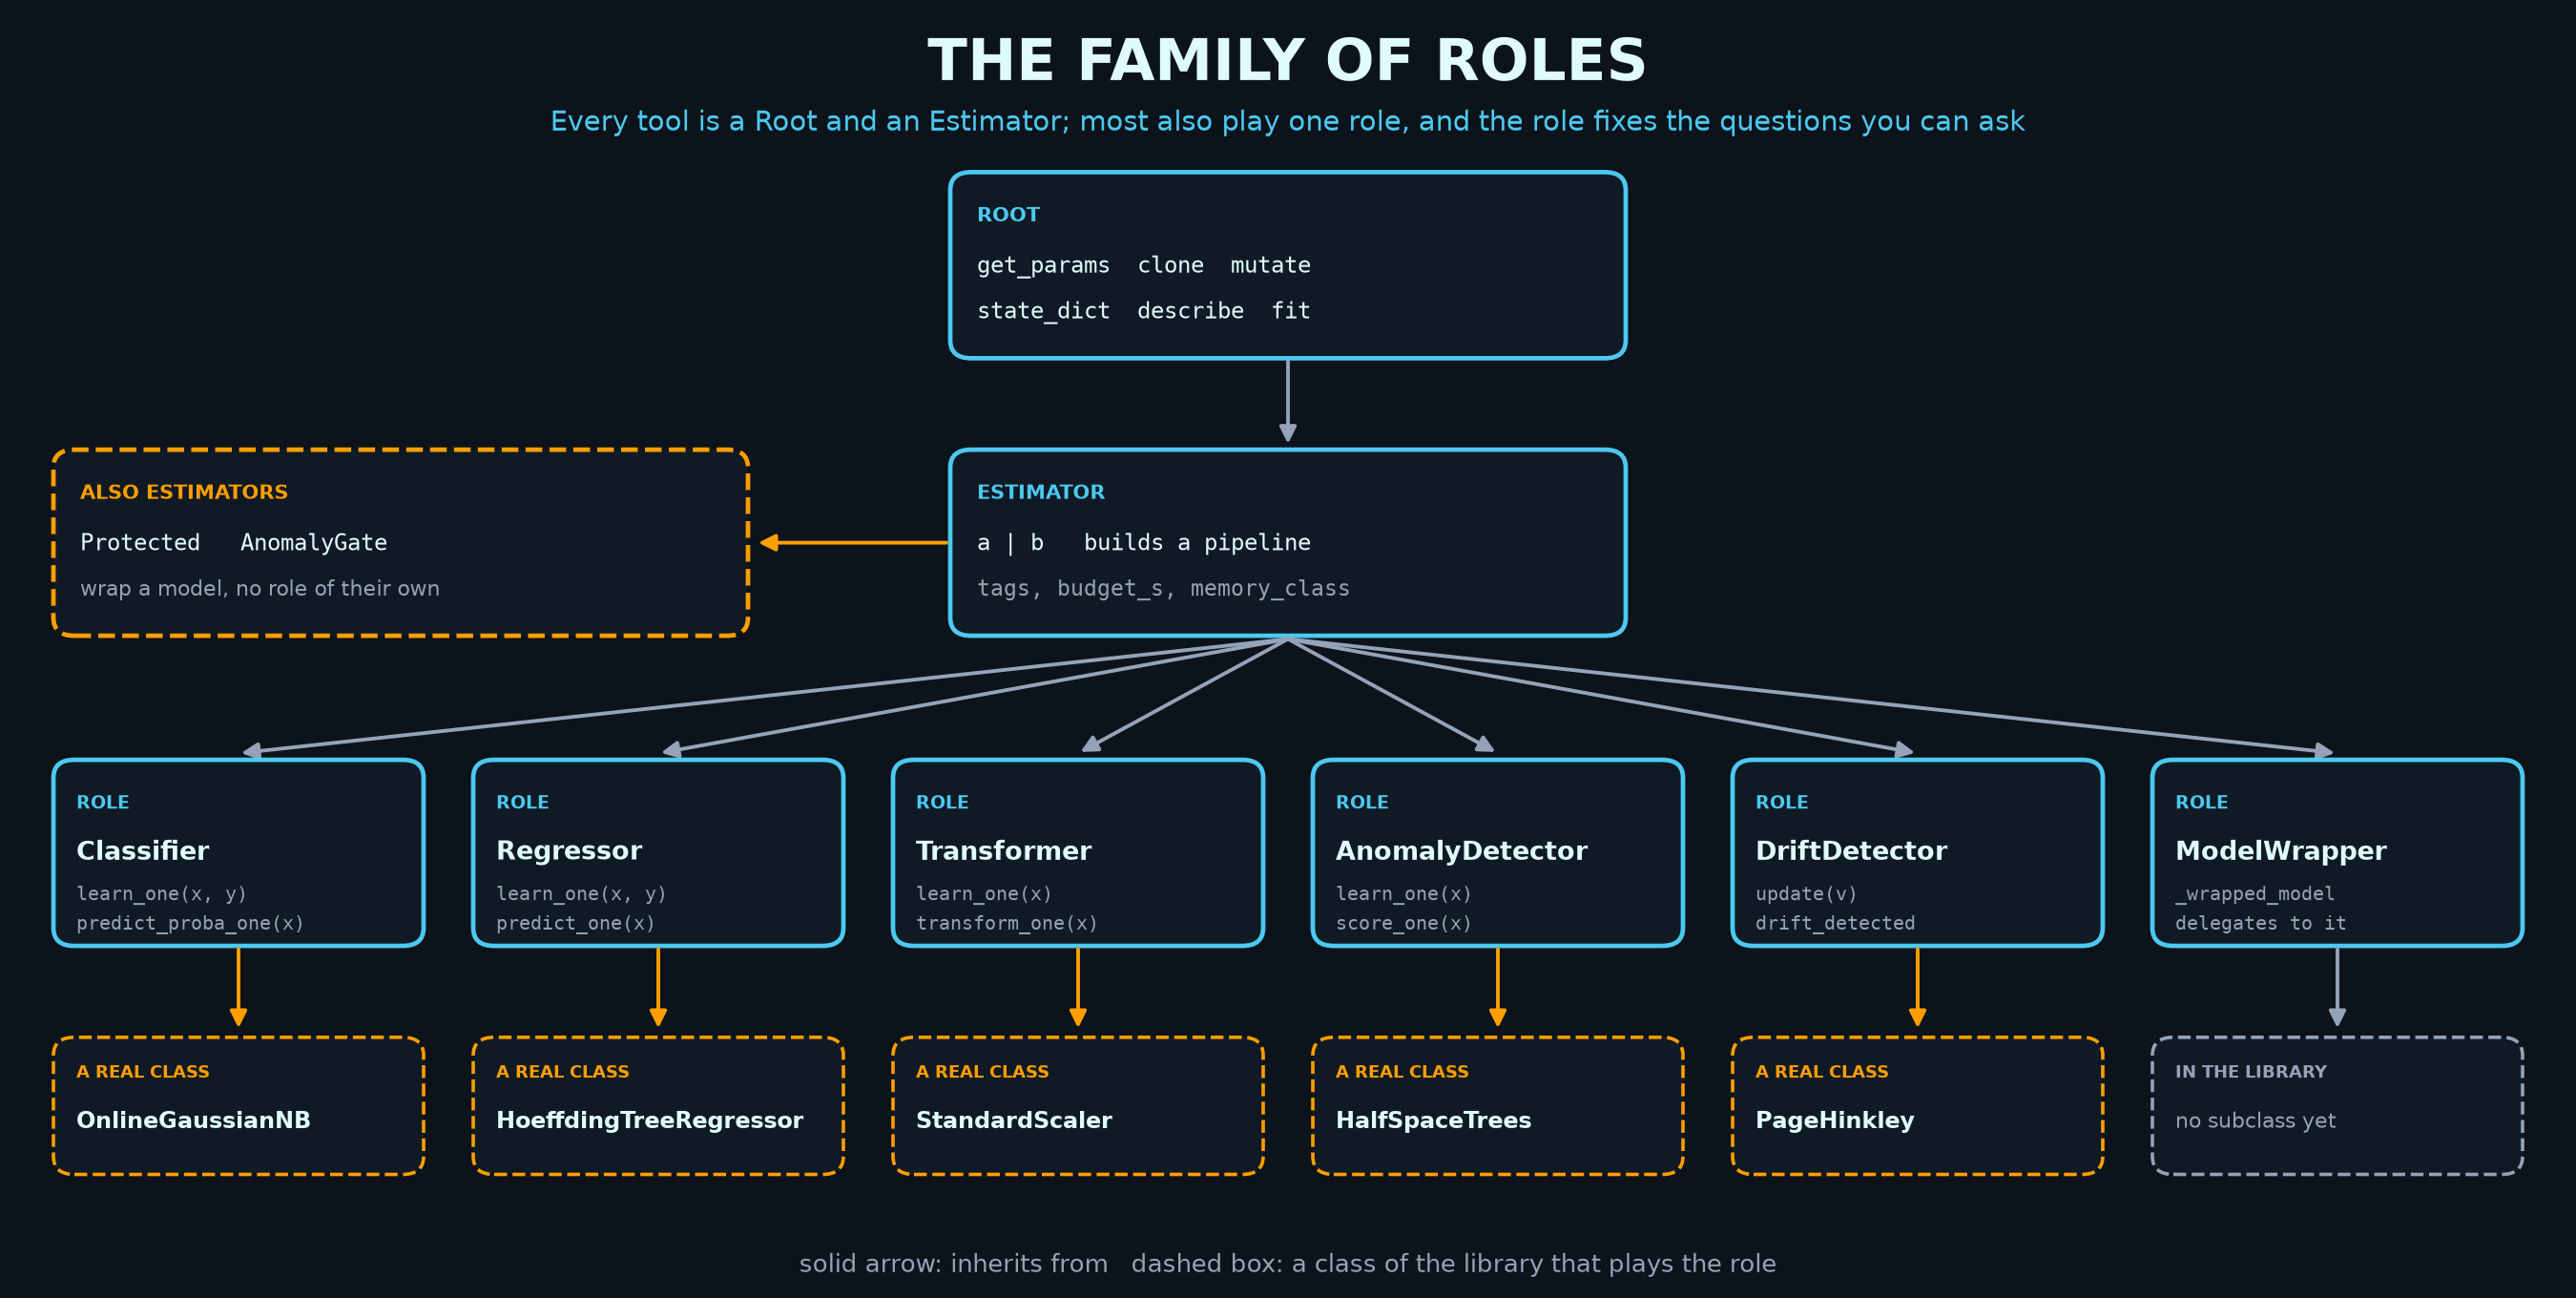 THE FAMILY OF ROLES
Every tool is a Root and an Estimator; most also play one role, and the role fixes the questions you can ask
ROOT
get_params  clone  mutate
state_dict  describe  fit
ALSO ESTIMATORS
Protected   AnomalyGate
wrap a model, no role of their own
ESTIMATOR
a | b   builds a pipeline
tags, budget_s, memory_class
ROLE
Classifier
learn_one(x, y)
predict_proba_one(x)
ROLE
Regressor
learn_one(x, y)
predict_one(x)
ROLE
Transformer
learn_one(x)
transform_one(x)
ROLE
AnomalyDetector
learn_one(x)
score_one(x)
ROLE
DriftDetector
update(v)
drift_detected
ROLE
ModelWrapper
_wrapped_model
delegates to it
A REAL CLASS
OnlineGaussianNB
A REAL CLASS
HoeffdingTreeRegressor
A REAL CLASS
StandardScaler
A REAL CLASS
HalfSpaceTrees
A REAL CLASS
PageHinkley
IN THE LIBRARY
no subclass yet
solid arrow: inherits from   dashed box: a class of the library that plays the role